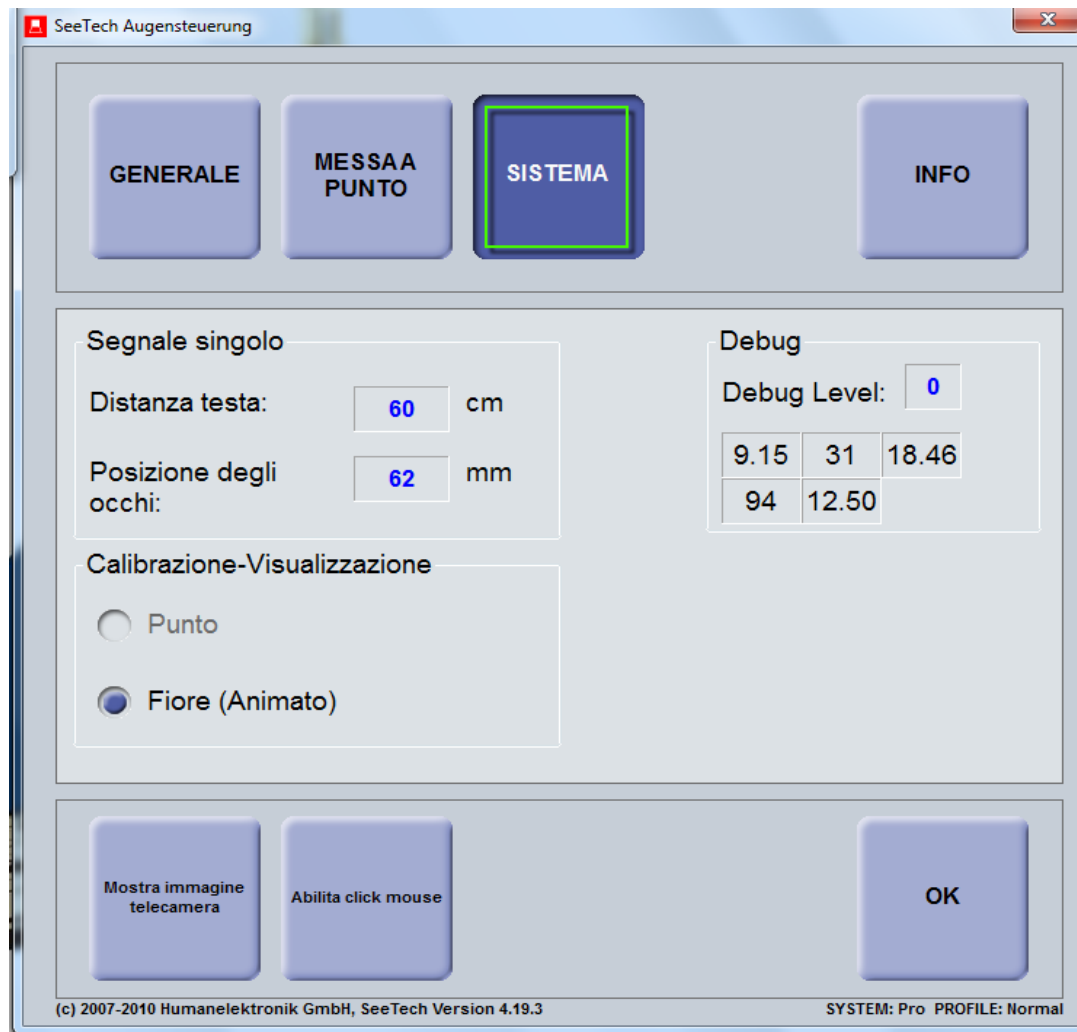 SeeTech Augensteuerung
GENERALE
MESSA A
PUNTO
SISTEMA
INFO
Segnale singolo
Distanza testa: 60 cm
Posizione degli
occhi: 62 mm
Debug
Debug Level: 0
9.15 31 18.46
94 12.50
Calibrazione-Visualizzazione
Punto
Fiore (Animato)
Mostra immagine
telecamera
Abilita click mouse
OK
(c) 2007-2010 Humanelektronik GmbH, SeeTech Version 4.19.3
SYSTEM: Pro PROFILE: Normal